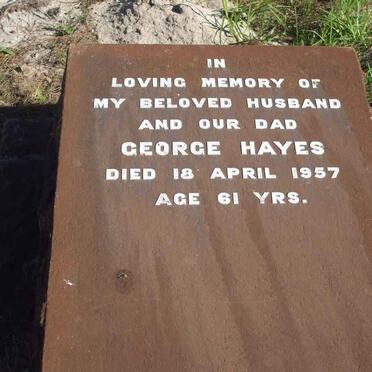 IN
LOVING MEMORY OF
MY BELOVED HUSBAND
AND OUR DAD
GEORGE HAYES
DIED 18 APRIL 1957
AGE 61 YRS.